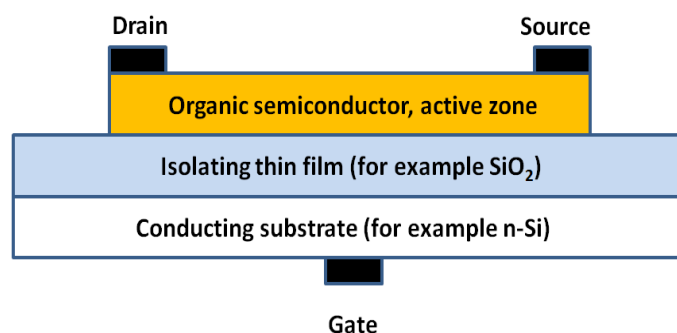 Drain Source
Organic semiconductor, active zone
Isolating thin film (for example SiO₂)
Conducting substrate (for example n-Si)
Gate